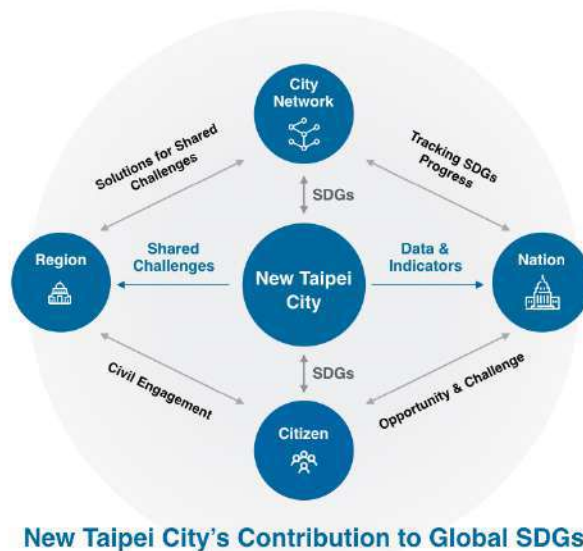 City
Network
Solutions for Shared
Challenges
Tracking SDGs
Progress
SDGs
Region
Shared
Challenges
New Taipei
City
Data &
Indicators
Nation
SDGs
Civil Engagement
Opportunity & Challenge
Citizen
New Taipei City's Contribution to Global SDGs